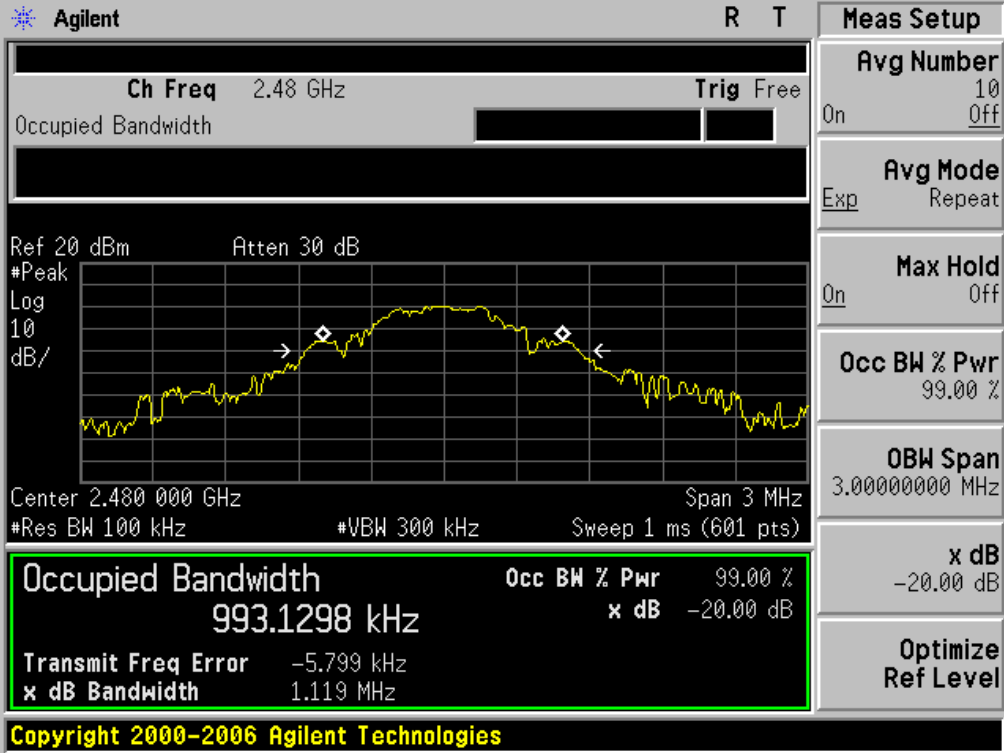 Agilent R T
Ch Freq 2.48 GHz Trig Free
Occupied Bandwidth
Ref 20 dBm Atten 30 dB
#Peak
Log
10
dB/
Center 2.480 000 GHz Span 3 MHz
#Res BW 100 kHz #VBW 300 kHz Sweep 1 ms (601 pts)
Occupied Bandwidth Occ BW % Pwr 99.00 %
993.1298 kHz x dB -20.00 dB
Transmit Freq Error -5.799 kHz
x dB Bandwidth 1.119 MHz
Copyright 2000-2006 Agilent Technologies
Meas Setup
Avg Number
10
On Off
Avg Mode
Exp Repeat
Max Hold
On Off
Occ BW % Pwr
99.00 %
OBW Span
3.00000000 MHz
x dB
-20.00 dB
Optimize
Ref Level